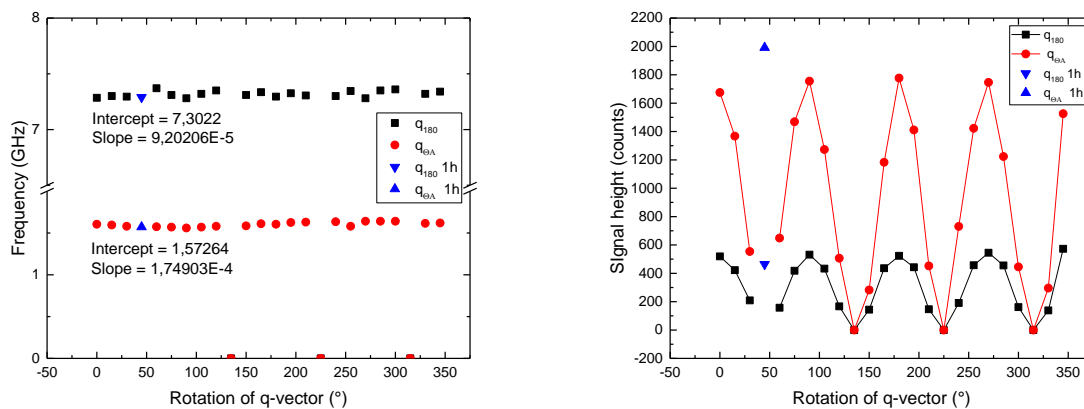 8
7
1
0
Frequency (GHz)
Intercept = 7,3022
Slope = 9,20206E-5
Intercept = 1,57264
Slope = 1,74903E-4
q180
qΘA
q180 1h
qΘA 1h
-50 0 50 100 150 200 250 300 350
Rotation of q-vector (°)
2200
2000
1800
1600
1400
1200
1000
800
600
400
200
0
-200
SIgnal height (counts)
q180
qΘA
q180 1h
qΘA 1h
-50 0 50 100 150 200 250 300 350
Rotation of q-vector (°)